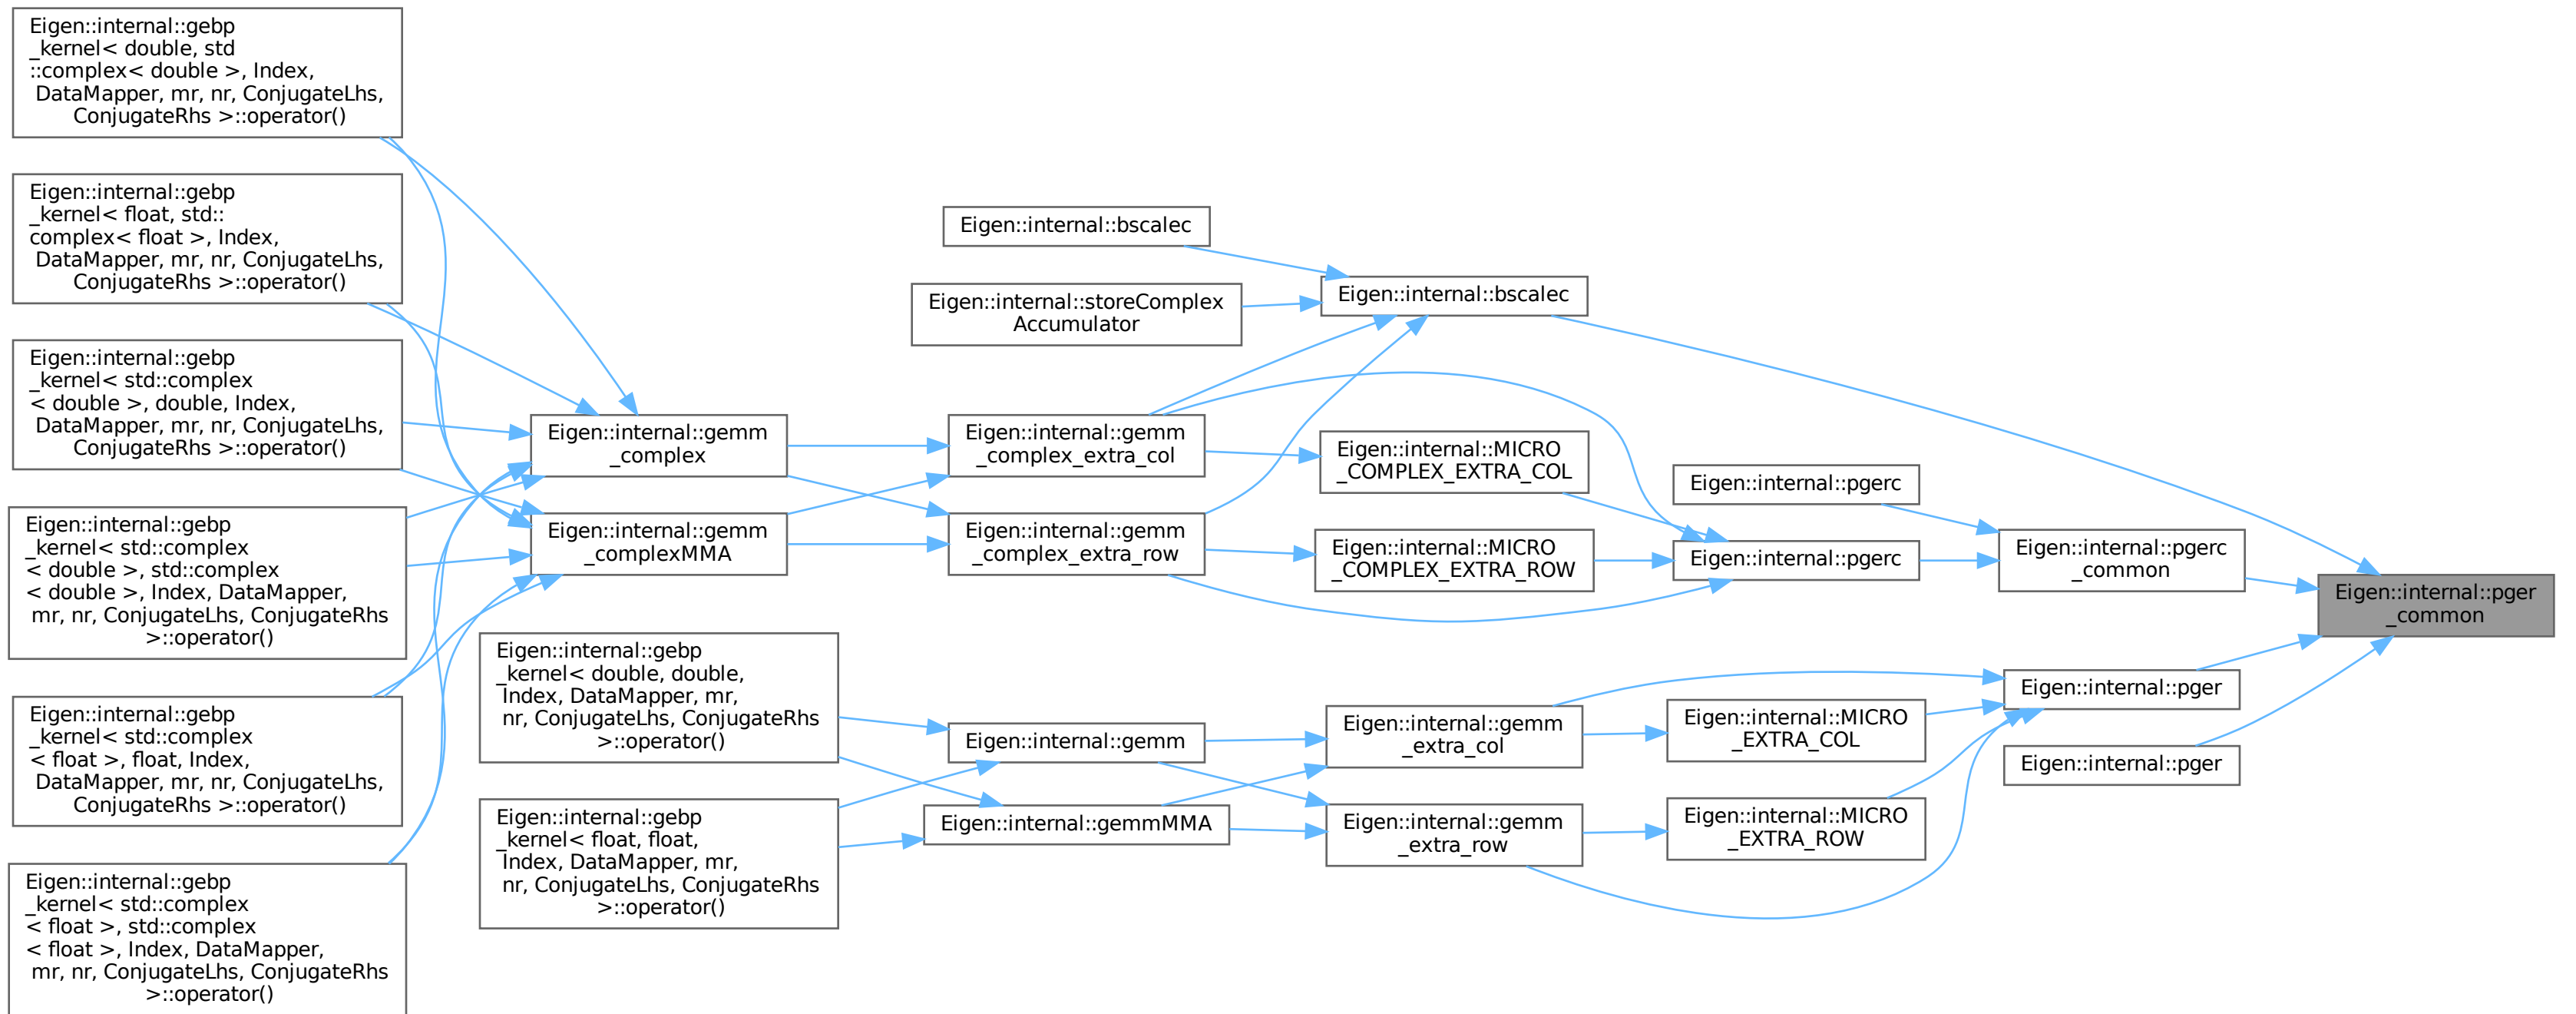 Eigen::internal::gebp
_kernel< double, std
::complex< double >, Index,
DataMapper, mr, nr, ConjugateLhs,
ConjugateRhs >::operator()
Eigen::internal::gebp
_kernel< float, std::
complex< float >, Index,
DataMapper, mr, nr, ConjugateLhs,
ConjugateRhs >::operator()
Eigen::internal::gebp
_kernel< std::complex
< double >, double, Index,
DataMapper, mr, nr, ConjugateLhs,
ConjugateRhs >::operator()
Eigen::internal::gebp
_kernel< std::complex
< double >, std::complex
< double >, Index, DataMapper,
mr, nr, ConjugateLhs, ConjugateRhs
>::operator()
Eigen::internal::gebp
_kernel< std::complex
< float >, float, Index,
DataMapper, mr, nr, ConjugateLhs,
ConjugateRhs >::operator()
Eigen::internal::gebp
_kernel< std::complex
< float >, std::complex
< float >, Index, DataMapper,
mr, nr, ConjugateLhs, ConjugateRhs
>::operator()
Eigen::internal::gemm
_complex
Eigen::internal::gemm
_complexMMA
Eigen::internal::gebp
_kernel< double, double,
Index, DataMapper, mr,
nr, ConjugateLhs, ConjugateRhs
>::operator()
Eigen::internal::gebp
_kernel< float, float,
Index, DataMapper, mr,
nr, ConjugateLhs, ConjugateRhs
>::operator()
Eigen::internal::bscalec
Eigen::internal::storeComplex
Accumulator
Eigen::internal::gemm
_complex_extra_col
Eigen::internal::gemm
_complex_extra_row
Eigen::internal::gemm
Eigen::internal::gemmMMA
Eigen::internal::bscalec
Eigen::internal::MICRO
_COMPLEX_EXTRA_COL
Eigen::internal::MICRO
_COMPLEX_EXTRA_ROW
Eigen::internal::gemm
_extra_col
Eigen::internal::gemm
_extra_row
Eigen::internal::pgerc
Eigen::internal::pgerc
Eigen::internal::MICRO
_EXTRA_COL
Eigen::internal::MICRO
_EXTRA_ROW
Eigen::internal::pgerc
_common
Eigen::internal::pger
Eigen::internal::pger
Eigen::internal::pger
_common